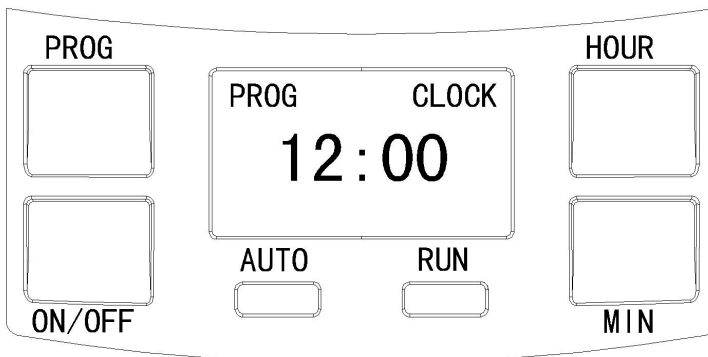 PROG
HOUR
PROG CLOCK
12:00
AUTO RUN
ON/OFF
MIN